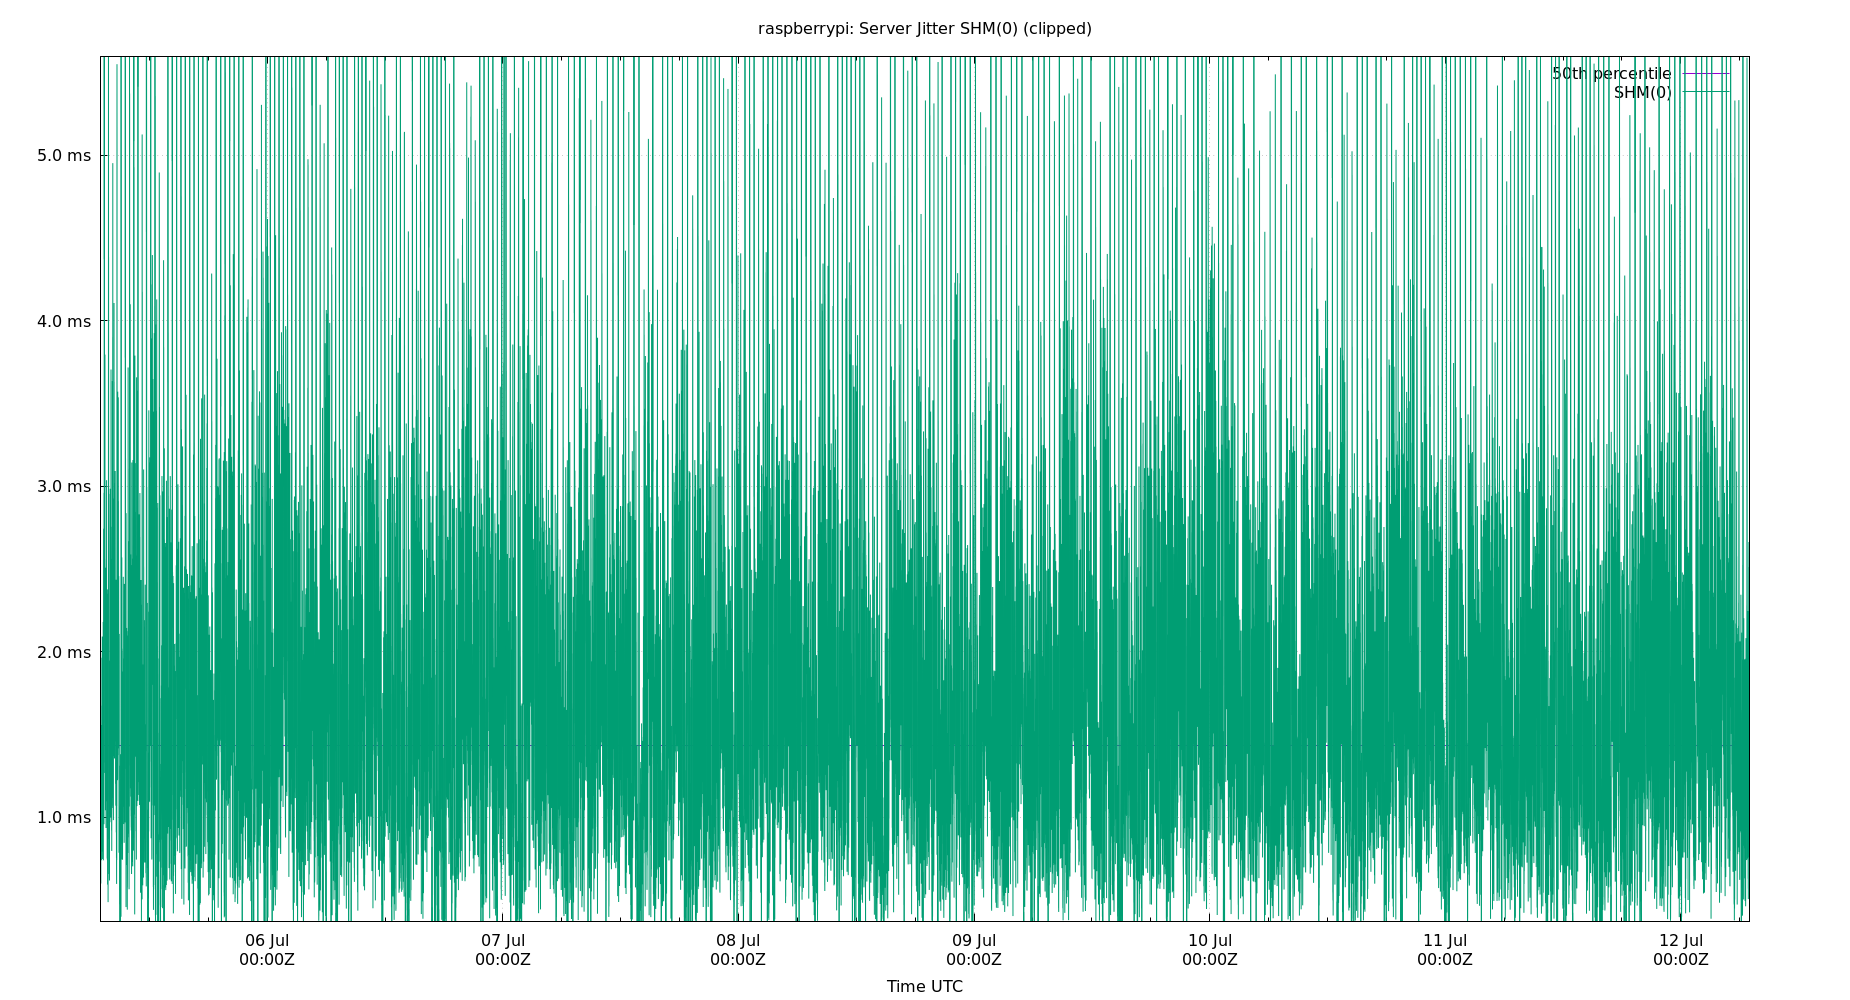 raspberrypi: Server Jitter SHM(0) (clipped)
50th percentile
SHM(0)
5.0 ms
4.0 ms
3.0 ms
2.0 ms
1.0 ms
06 Jul 07 Jul 08 Jul 09 Jul 10 Jul 11 Jul 12 Jul
00:00Z 00:00Z 00:00Z 00:00Z 00:00Z 00:00Z 00:00Z
Time UTC